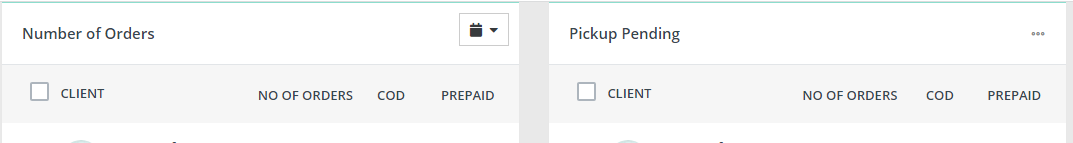 Number of Orders
CLIENT NO OF ORDERS COD PREPAID
Pickup Pending
CLIENT NO OF ORDERS COD PREPAID